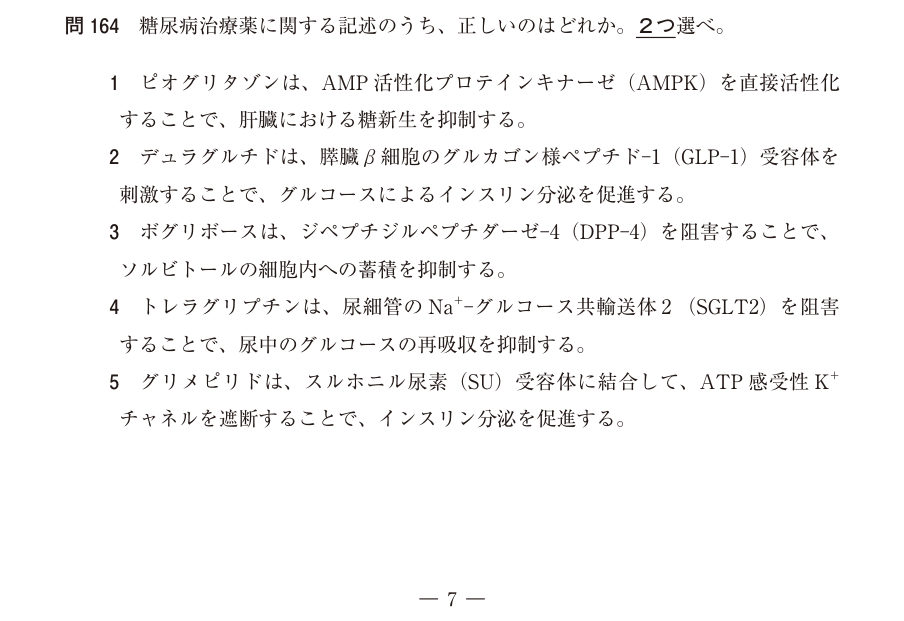 問 164 糖尿病治療薬に関する記述のうち、正しいのはどれか。2つ選べ。
1 ピオグリタゾンは、AMP 活性化プロテインキナーゼ（AMPK）を直接活性化
することで、肝臓における糖新生を抑制する。
2 デュラグルチドは、膵臓β細胞のグルカゴン様ペプチド-1（GLP-1）受容体を
刺激することで、グルコースによるインスリン分泌を促進する。
3 ボグリボースは、ジペプチジルペプチダーゼ-4（DPP-4）を阻害することで、
ソルビトールの細胞内への蓄積を抑制する。
4 トレラグリプチンは、尿細管の Na⁺-グルコース共輸送体2（SGLT2）を阻害
することで、尿中のグルコースの再吸収を抑制する。
5 グリメピリドは、スルホニル尿素（SU）受容体に結合して、ATP 感受性 K⁺
チャネルを遮断することで、インスリン分泌を促進する。
— 7 —